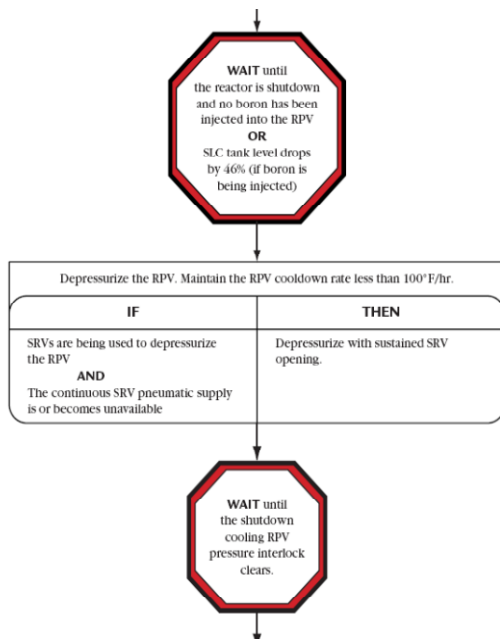 WAIT until
the reactor is shutdown
and no boron has been
injected into the RPV
OR
SLC tank level drops
by 46% (if boron is
being injected)
Depressurize the RPV. Maintain the RPV cooldown rate less than 100°F/hr.
IF
THEN
SRVs are being used to depressurize
the RPV
AND
The continuous SRV pneumatic supply
is or becomes unavailable
Depressurize with sustained SRV
opening.
WAIT until
the shutdown
cooling RPV
pressure interlock
clears.